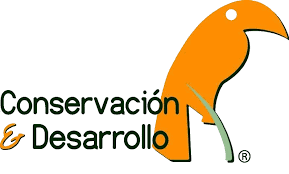 Conservación
& Desarrollo
®